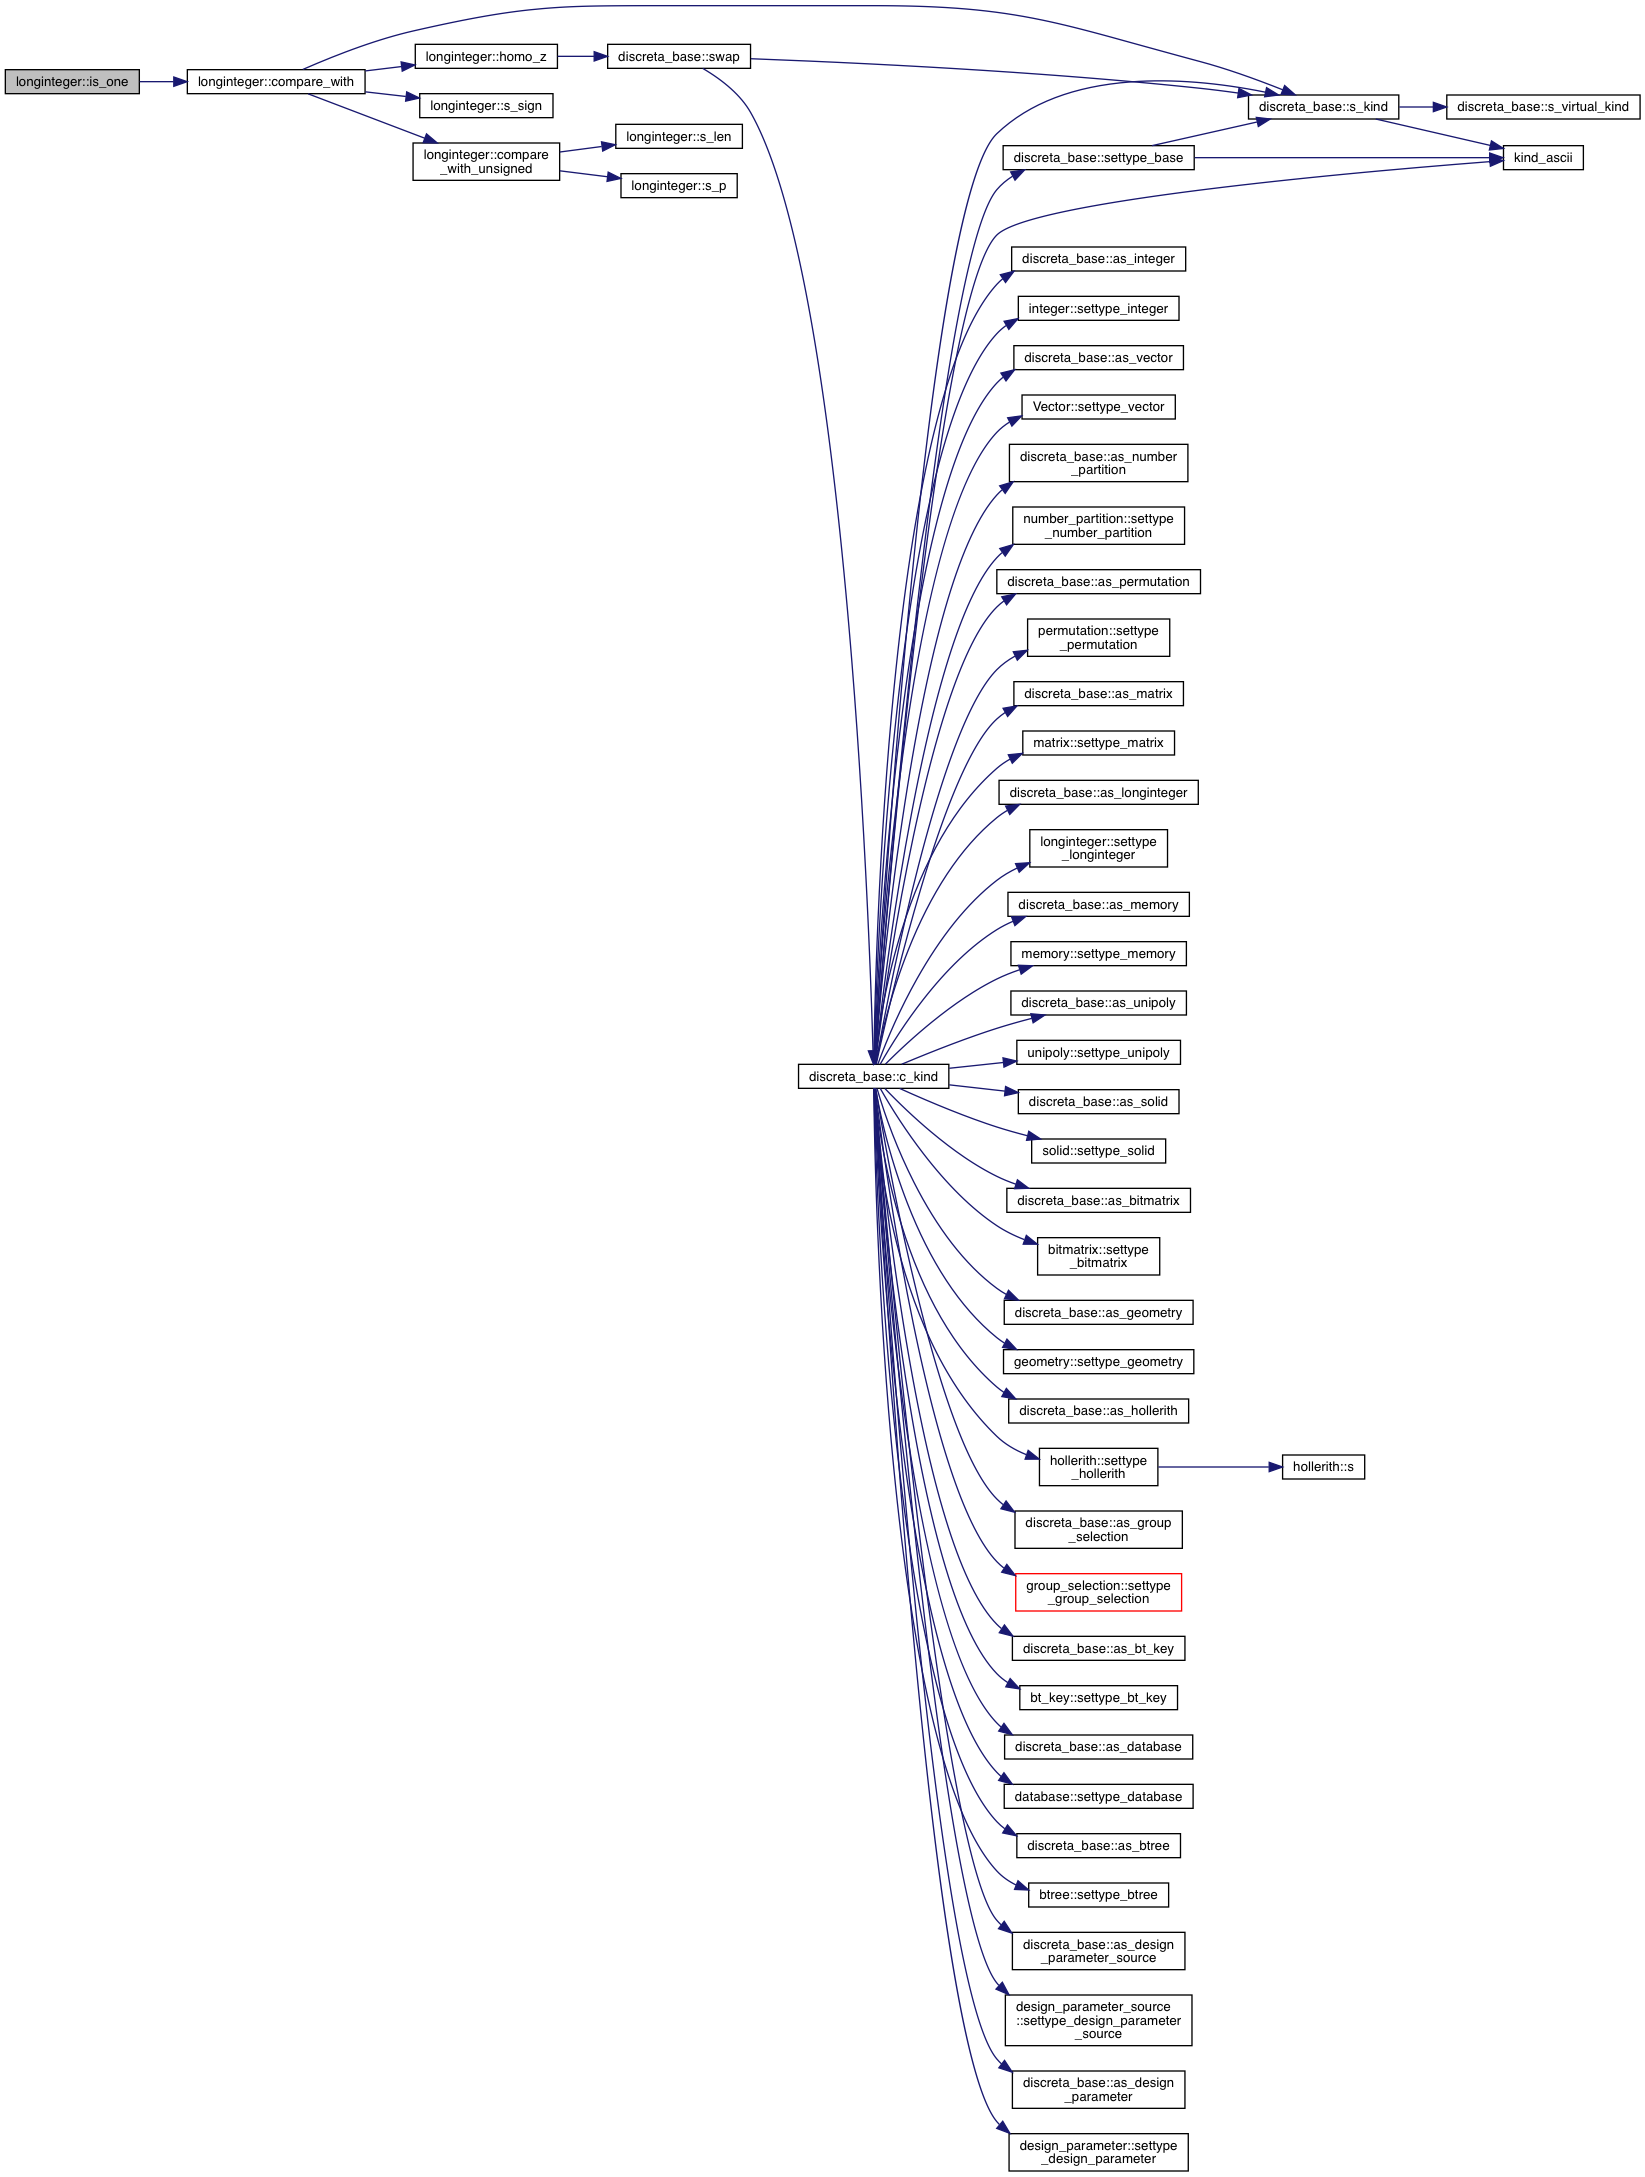 longinteger::is_one
longinteger::compare_with
longinteger::homo_z
longinteger::s_sign
longinteger::compare
_with_unsigned
discreta_base::swap
longinteger::s_len
longinteger::s_p
discreta_base::c_kind
discreta_base::s_kind
discreta_base::s_virtual_kind
kind_ascii
discreta_base::settype_base
discreta_base::as_integer
integer::settype_integer
discreta_base::as_vector
Vector::settype_vector
discreta_base::as_number
_partition
number_partition::settype
_number_partition
discreta_base::as_permutation
permutation::settype
_permutation
discreta_base::as_matrix
matrix::settype_matrix
discreta_base::as_longinteger
longinteger::settype
_longinteger
discreta_base::as_memory
memory::settype_memory
discreta_base::as_unipoly
unipoly::settype_unipoly
discreta_base::as_solid
solid::settype_solid
discreta_base::as_bitmatrix
bitmatrix::settype
_bitmatrix
discreta_base::as_geometry
geometry::settype_geometry
discreta_base::as_hollerith
hollerith::settype
_hollerith
hollerith::s
discreta_base::as_group
_selection
group_selection::settype
_group_selection
discreta_base::as_bt_key
bt_key::settype_bt_key
discreta_base::as_database
database::settype_database
discreta_base::as_btree
btree::settype_btree
discreta_base::as_design
_parameter_source
design_parameter_source
::settype_design_parameter
_source
discreta_base::as_design
_parameter
design_parameter::settype
_design_parameter